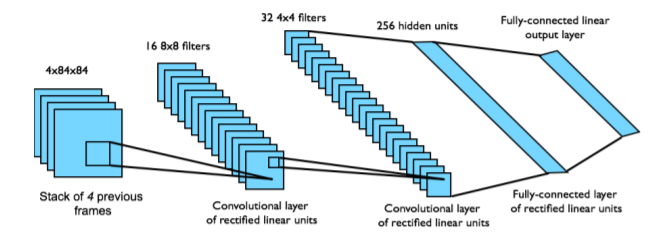 4x84x84
16 8x8 filters
32 4x4 filters
256 hidden units
Fully-connected linear
output layer
Stack of 4 previous
frames
Convolutional layer
of rectified linear units
Convolutional layer
of rectified linear units
Fully-connected layer
of rectified linear units